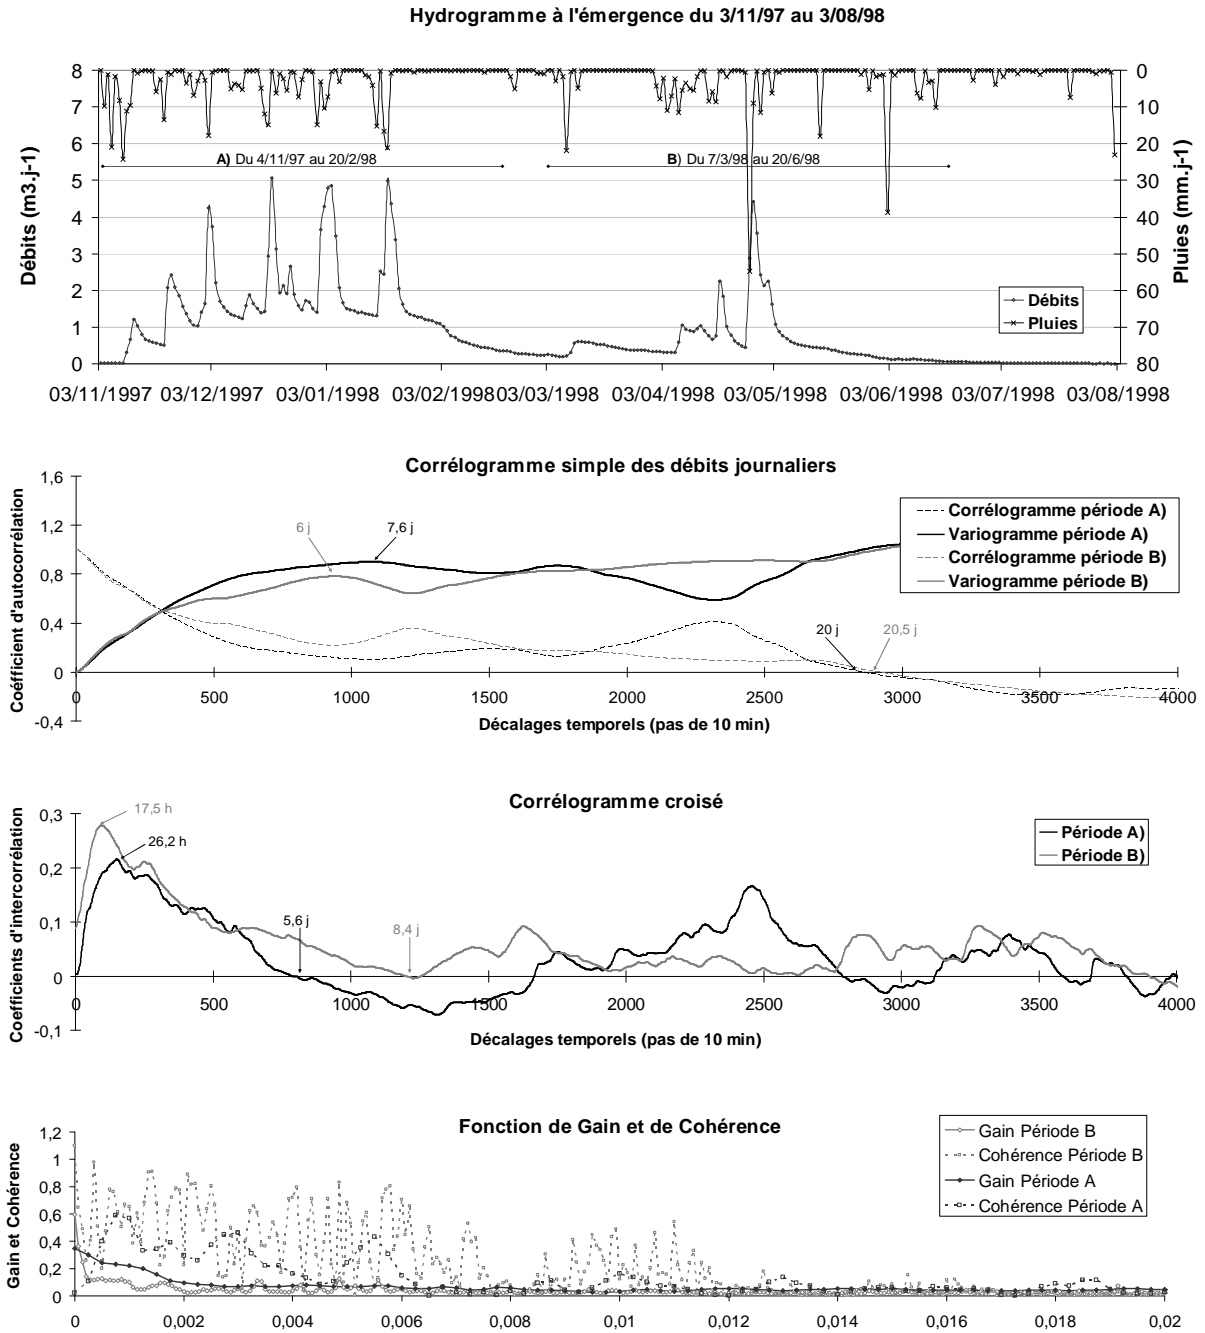 Hydrogramme à l'émergence du 3/11/97 au 3/08/98
8 7 6 5 4 3 2 1 0
Débits (m3.j-1)
0 10 20 30 40 50 60 70 80
Pluies (mm.j-1)
A) Du 4/11/97 au 20/2/98
B) Du 7/3/98 au 20/6/98
Débits
Pluies
03/11/1997 03/12/1997 03/01/1998 03/02/1998 03/03/1998 03/04/1998 03/05/1998 03/06/1998 03/07/1998 03/08/1998
Corrélogramme simple des débits journaliers
1,6 1,2 0,8 0,4 0 -0,4
Coéfficient d'autocorrélation
6 j
7,6 j
20 j
20,5 j
Corrélogramme période A)
Variogramme période A)
Corrélogramme période B)
Variogramme période B)
0 500 1000 1500 2000 2500 3000 3500 4000
Décalages temporels (pas de 10 min)
Corrélogramme croisé
0,3 0,2 0,1 0 -0,1
Coefficients d'intercorrélation
17,5 h
26,2 h
5,6 j
8,4 j
Période A)
Période B)
0 500 1000 1500 2000 2500 3000 3500 4000
Décalages temporels (pas de 10 min)
Fonction de Gain et de Cohérence
1,2 1 0,8 0,6 0,4 0,2 0
Gain et Cohérence
Gain Période B
Cohérence Période B
Gain Période A
Cohérence Période A
0 0,002 0,004 0,006 0,008 0,01 0,012 0,014 0,016 0,018 0,02